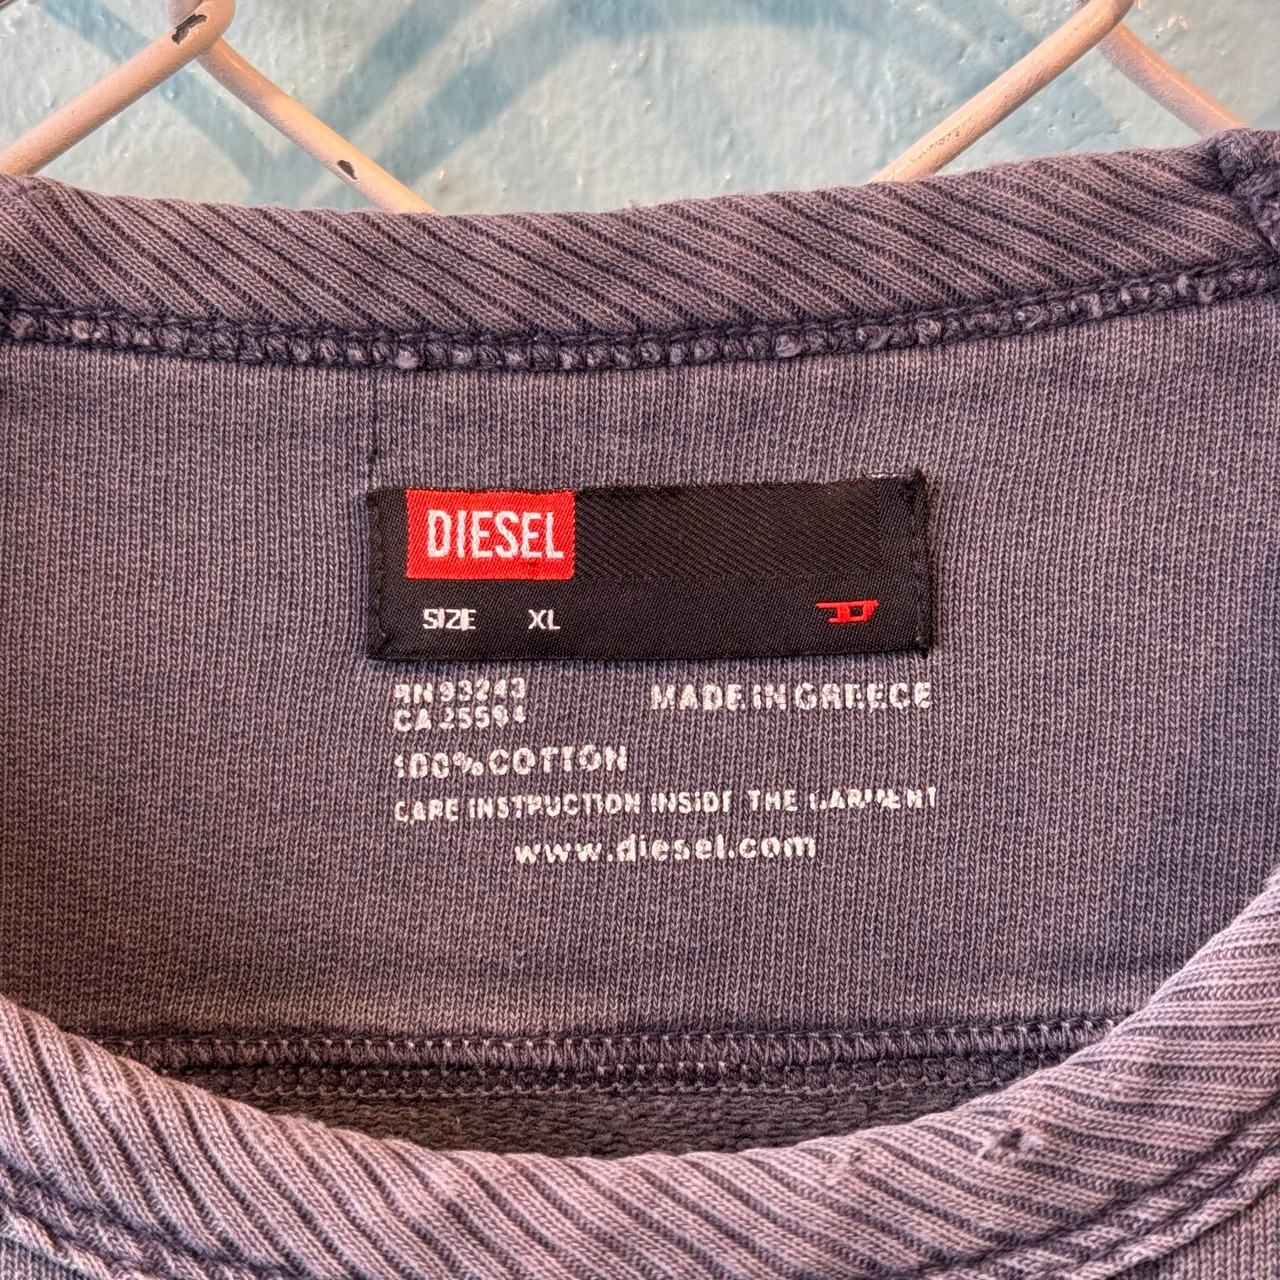 DIESEL
SIZE XL
RN 93243 MADE IN GREECE
CA 25594
100% COTTON
CARE INSTRUCTION INSIDE THE GARMENT
www.diesel.com